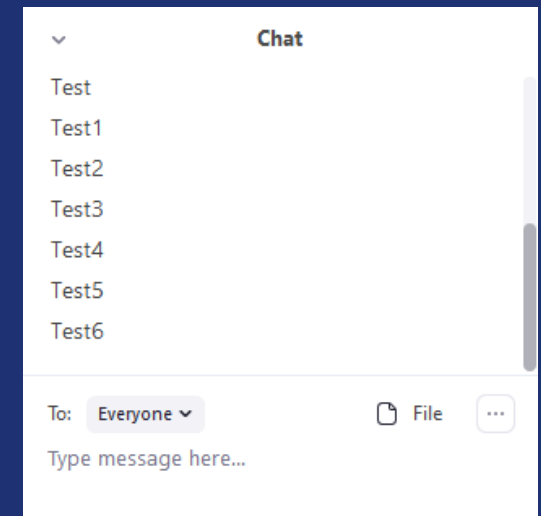 Chat
Test
Test1
Test2
Test3
Test4
Test5
Test6
To: Everyone File ...
Type message here...